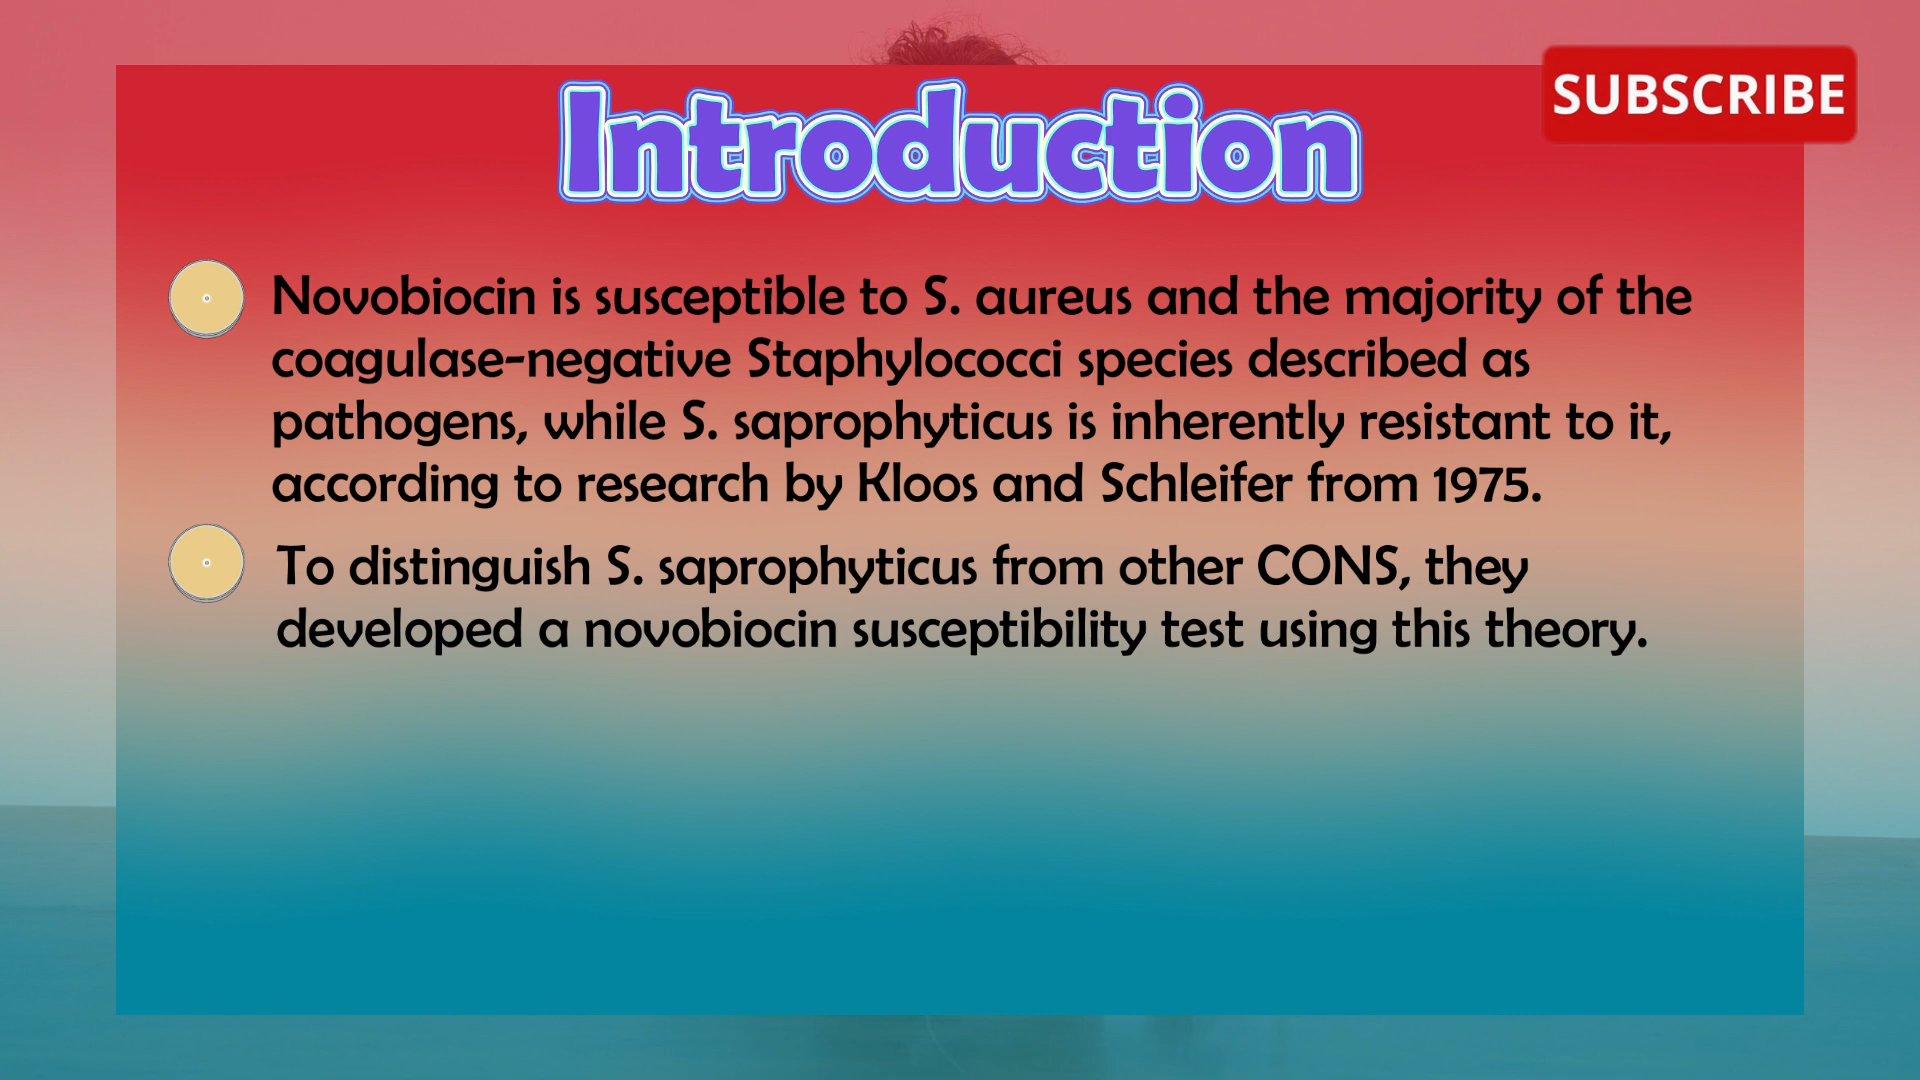 SUBSCRIBE
Introduction
Novobiocin is susceptible to S. aureus and the majority of the
coagulase-negative Staphylococci species described as
pathogens, while S. saprophyticus is inherently resistant to it,
according to research by Kloos and Schleifer from 1975.
To distinguish S. saprophyticus from other CONS, they
developed a novobiocin susceptibility test using this theory.